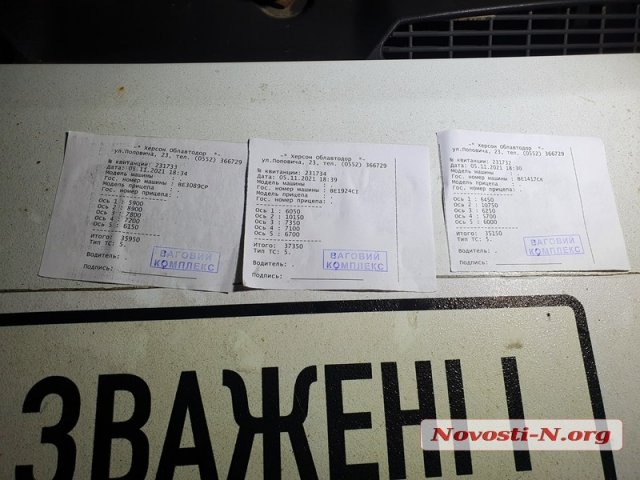 -* Херсон Облавтодор *-
ул.Поповича, 23, тел. (0552) 366729
№ квитанции: 231733
Дата: 05.11.2021 18:34
Модель машины :
Гос. номер машины : BE3089CP
Модель прицепа :
Гос. номер прицепа :
Ось 1 : 5900
Ось 2 : 8900
Ось 3 : 7800
Ось 4 : 7200
Ось 5 : 6150
Итого: 35950
Тип ТС: 5.
Водитель: .
Подпись:
ВАГОВИЙ
КОМПЛЕКС
-* Херсон Облавтодор *-
ул.Поповича, 23, тел. (0552) 366729
№ квитанции: 231734
Дата: 05.11.2021 18:39
Модель машины :
Гос. номер машины : BE1924CI
Модель прицепа :
Гос. номер прицепа : .
Ось 1 : 6050
Ось 2 : 10150
Ось 3 : 7350
Ось 4 : 7100
Ось 5 : 6700
Итого: 37350
Тип ТС: 5.
Водитель: .
Подпись:
ВАГОВИЙ
КОМПЛЕКС
-* Херсон Облавтодор *-
ул.Поповича, 23, тел. (0552) 366729
№ квитанции: 231732
Дата: 05.11.2021 18:30
Модель машины :
Гос. номер машины : BE1417CX
Модель прицепа :
Гос. номер прицепа : .
Ось 1 : 6450
Ось 2 : 10750
Ось 3 : 6250
Ось 4 : 5700
Ось 5 : 6000
Итого: 35150
Тип ТС: 5.
Водитель: .
Подпись:
ВАГОВИЙ
КОМПЛЕКС
ЗВАЖЕНІ
Novosti-N.org